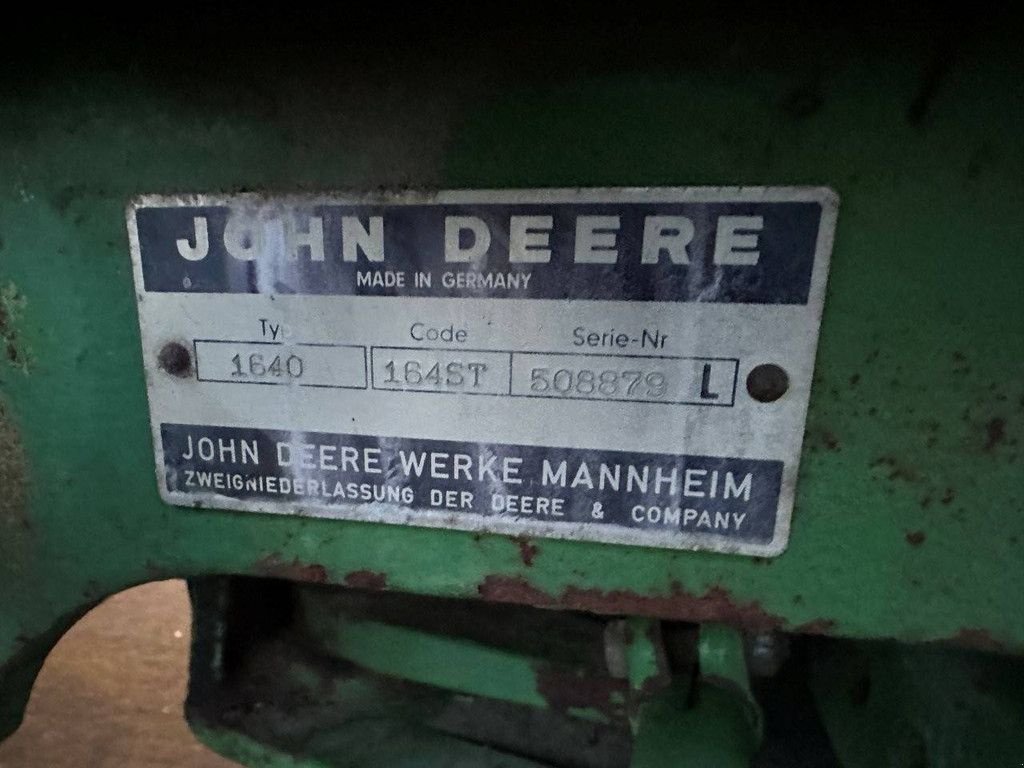 JOHN DEERE
MADE IN GERMANY
Typ Code Serie-Nr
1640 164ST 508879 L
JOHN DEERE WERKE MANNHEIM
ZWEIGNIEDERLASSUNG DER DEERE & COMPANY